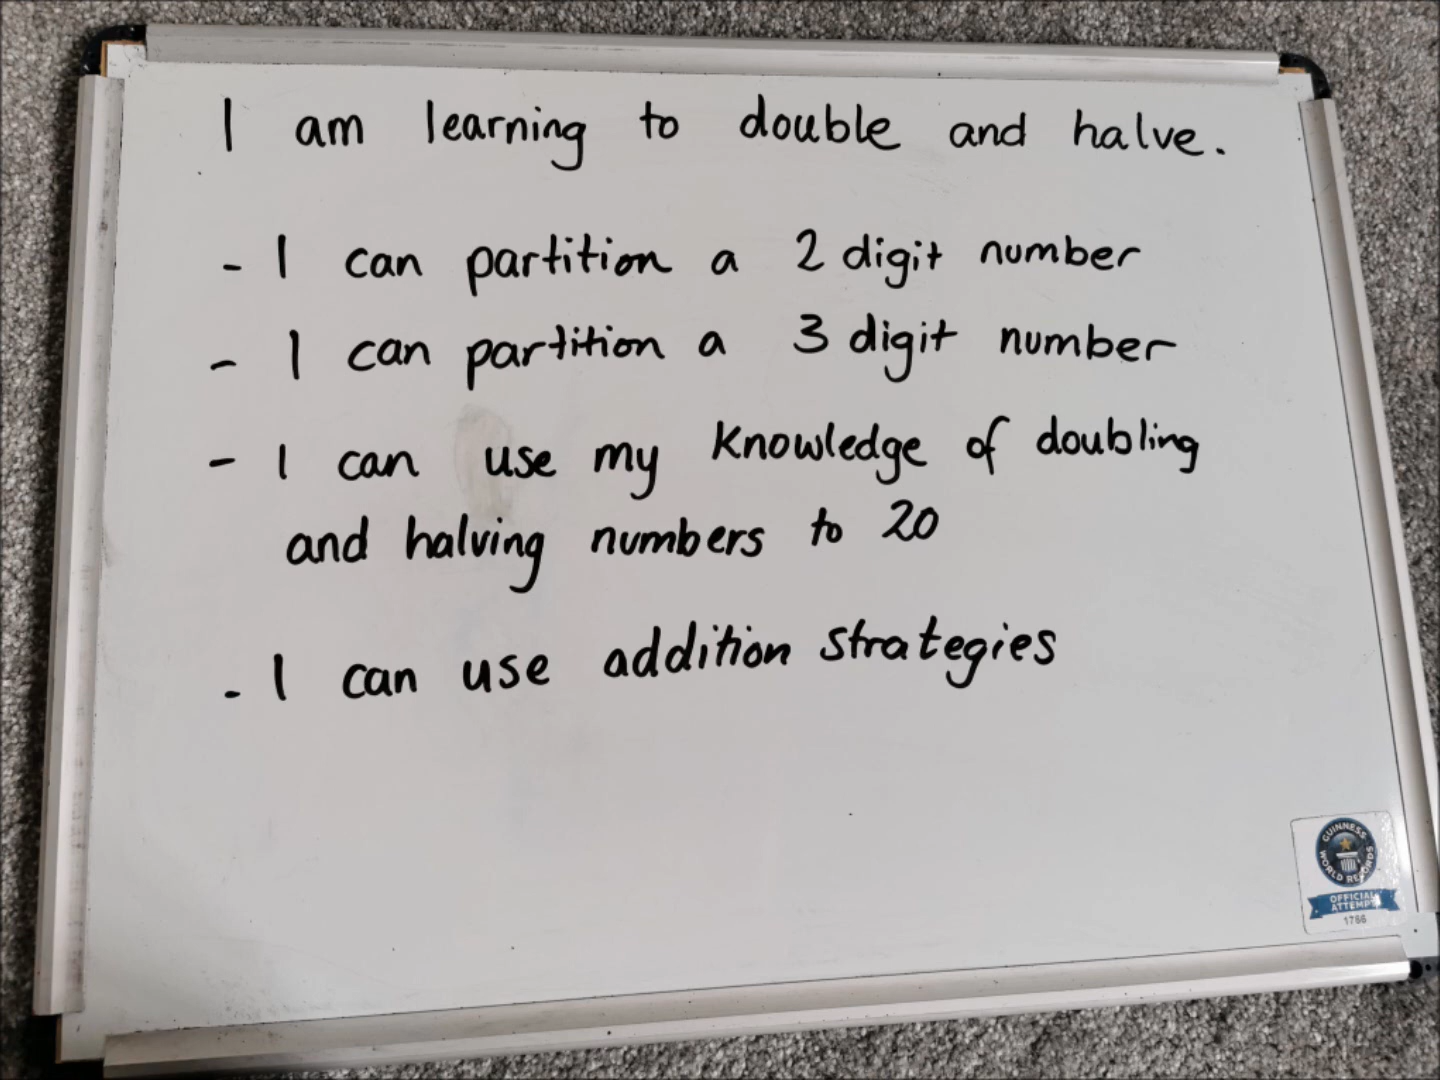 I am learning to double and halve.
- I can partition a 2 digit number
- I can partition a 3 digit number
- I can use my knowledge of doubling
and halving numbers to 20
- I can use addition strategies
GUINNESS
WORLD RECORDS
OFFICIAL
ATTEMPT
1786